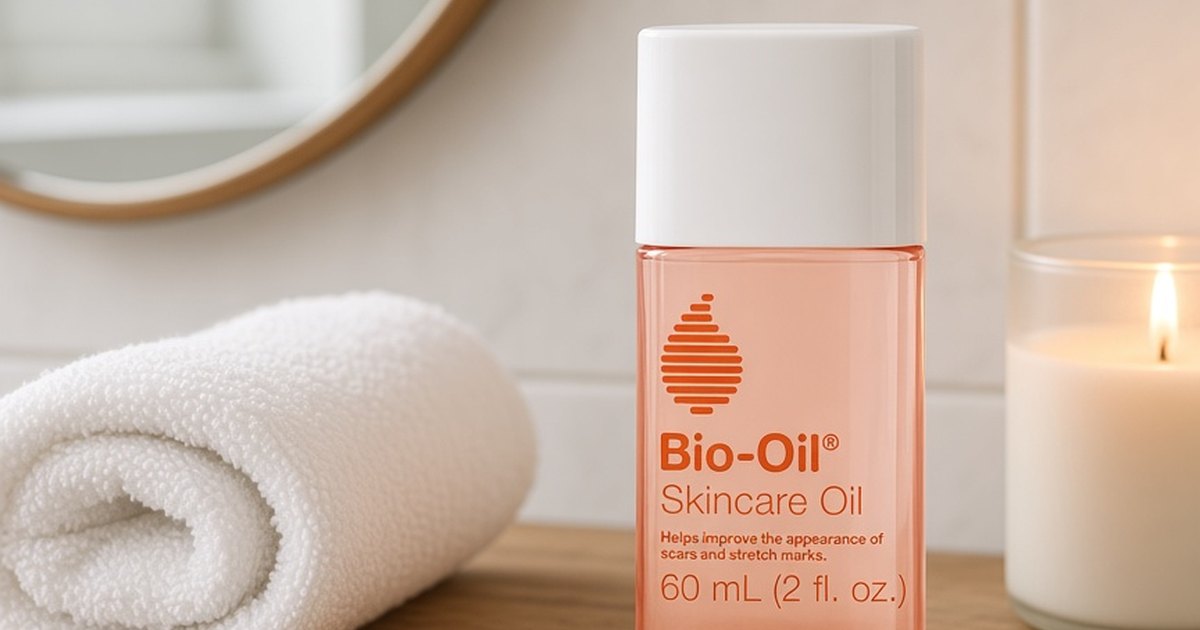 Bio-Oil®
Skincare Oil
Helps improve the appearance of
scars and stretch marks.
60 mL (2 fl. oz.)